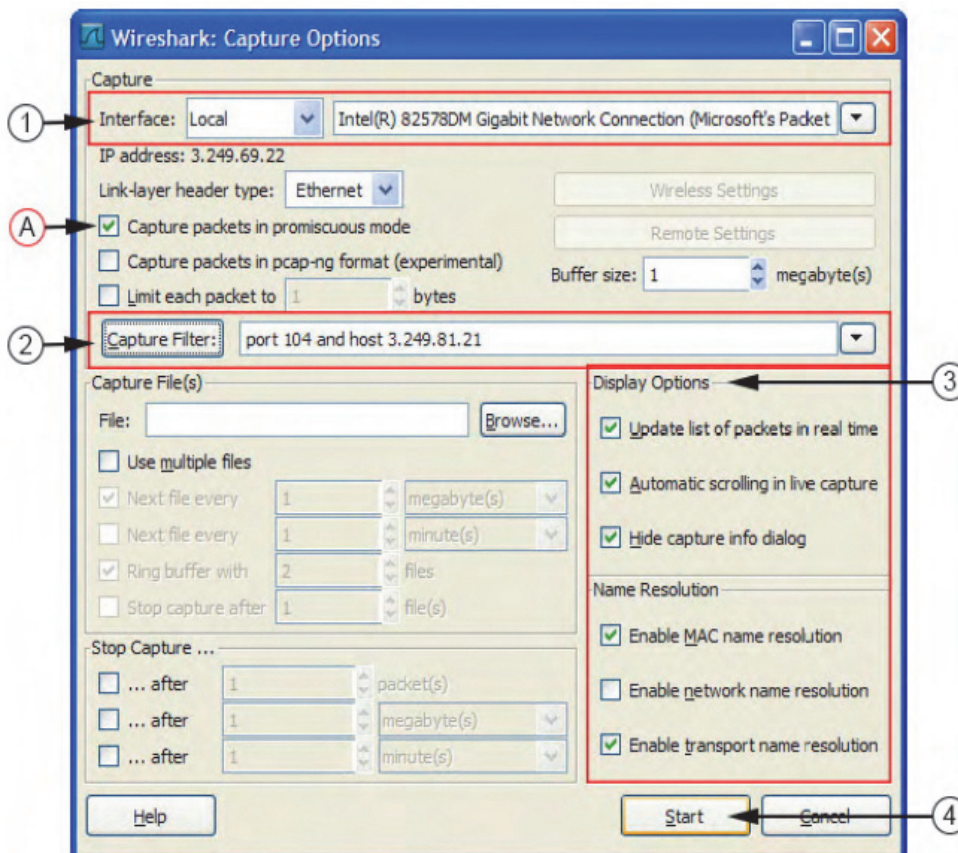 Wireshark: Capture Options
Capture
1
Interface: Local Intel(R) 82578DM Gigabit Network Connection (Microsoft's Packet
IP address: 3.249.69.22
Link-layer header type: Ethernet
Wireless Settings
A
Capture packets in promiscuous mode
Remote Settings
Capture packets in pcap-ng format (experimental)
Buffer size: 1 megabyte(s)
Limit each packet to 1 bytes
2
Capture Filter: port 104 and host 3.249.81.21
Capture File(s)
File: Browse...
Use multiple files
Next file every 1 megabyte(s)
Next file every 1 minute(s)
Ring buffer with 2 files
Stop capture after 1 file(s)
Stop Capture ...
... after 1 packet(s)
... after 1 megabyte(s)
... after 1 minute(s)
Display Options
3
Update list of packets in real time
Automatic scrolling in live capture
Hide capture info dialog
Name Resolution
Enable MAC name resolution
Enable network name resolution
Enable transport name resolution
Help
Start
Cancel
4